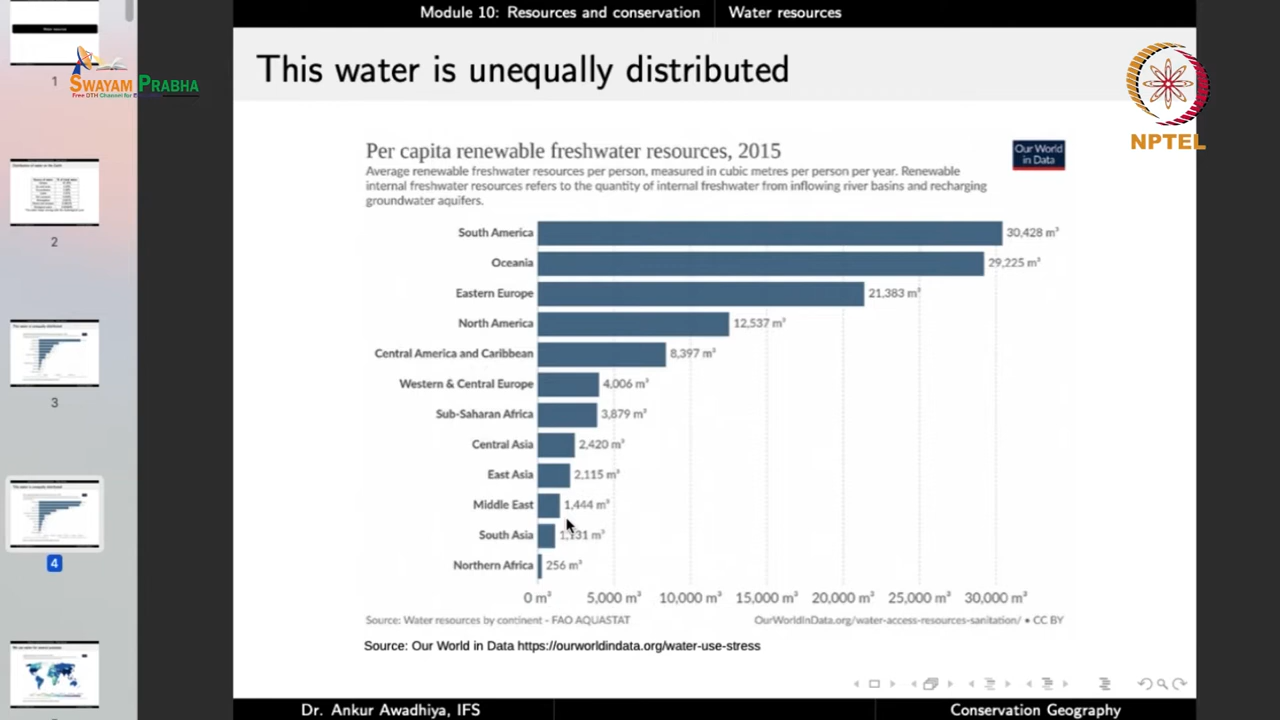 Module 10: Resources and conservation Water resources
This water is unequally distributed
SWAYAM PRABHA
NPTEL
1
2
3
4
Per capita renewable freshwater resources, 2015
Our World
in Data
Average renewable freshwater resources per person, measured in cubic metres per person per year. Renewable
internal freshwater resources refers to the quantity of internal freshwater from inflowing river basins and recharging
groundwater aquifers.
South America 30,428 m³
Oceania 29,225 m³
Eastern Europe 21,383 m³
North America 12,537 m³
Central America and Caribbean 8,397 m³
Western & Central Europe 4,006 m³
Sub-Saharan Africa 3,879 m³
Central Asia 2,420 m³
East Asia 2,115 m³
Middle East 1,444 m³
South Asia m³
Northern Africa 256 m³
0 m³ 5,000 m³ 10,000 m³ 15,000 m³ 20,000 m³ 25,000 m³ 30,000 m³
Source: Water resources by continent - FAO AQUASTAT OurWorldInData.org/water-access-resources-sanitation/ • CC BY
Source: Our World in Data https://ourworldindata.org/water-use-stress
Dr. Ankur Awadhiya, IFS Conservation Geography